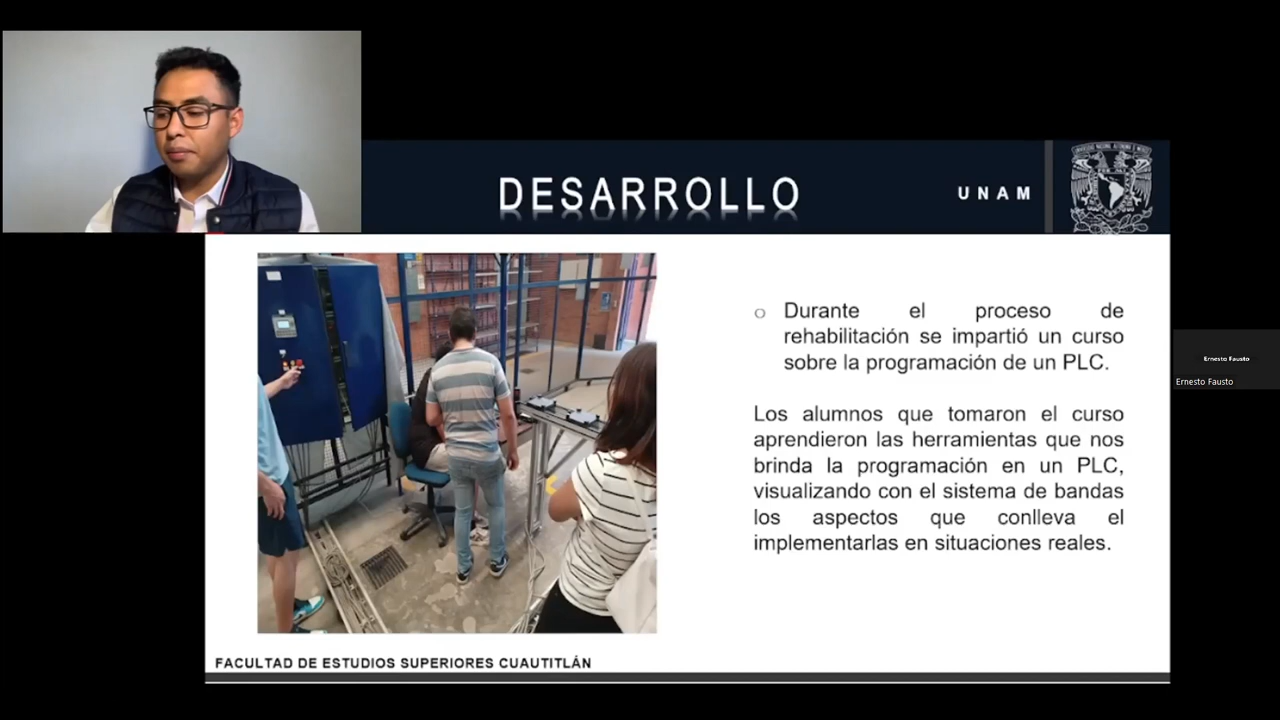 DESARROLLO
UNAM
o Durante el proceso de
rehabilitación se impartió un curso
sobre la programación de un PLC.
Los alumnos que tomaron el curso
aprendieron las herramientas que nos
brinda la programación en un PLC,
visualizando con el sistema de bandas
los aspectos que conlleva el
implementarlas en situaciones reales.
FACULTAD DE ESTUDIOS SUPERIORES CUAUTITLÁN
Ernesto Fausto
Ernesto Fausto